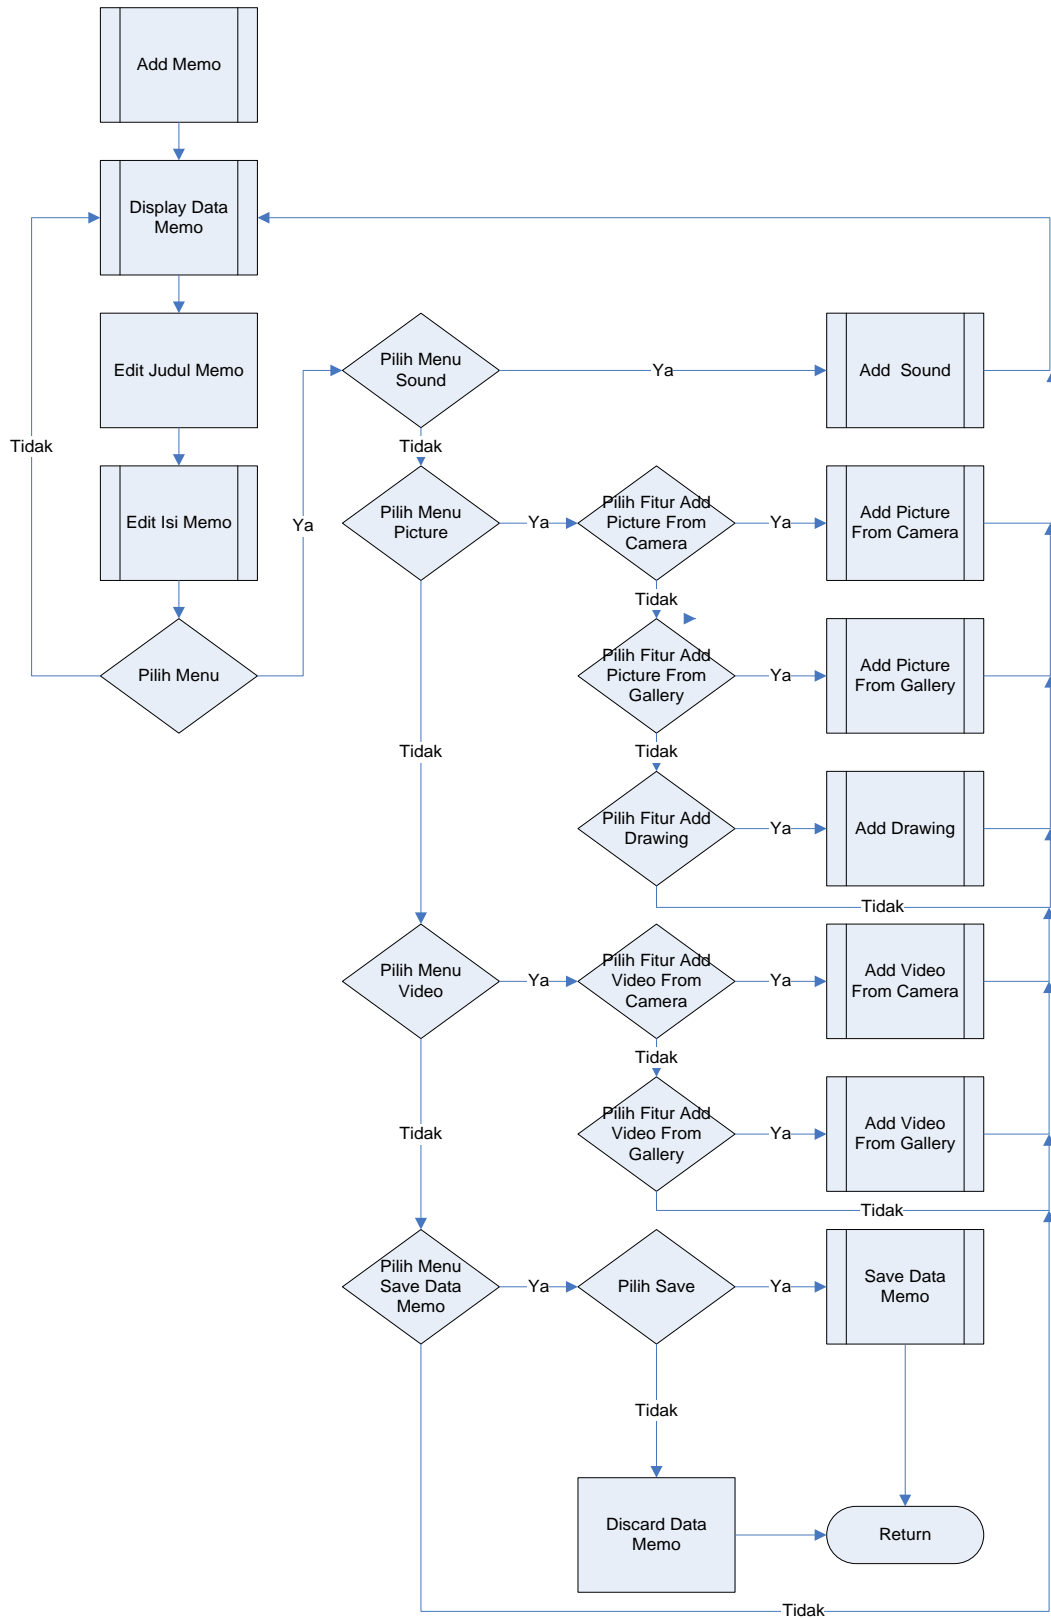 Add Memo
Display Data
Memo
Edit Judul Memo
Pilih Menu
Sound
Ya
Add  Sound
Tidak
Tidak
Edit Isi Memo
Ya
Pilih Menu
Picture
Ya
Pilih Fitur Add
Picture From
Camera
Ya
Add Picture
From Camera
Tidak
Pilih Menu
Pilih Fitur Add
Picture From
Gallery
Ya
Add Picture
From Gallery
Tidak
Tidak
Pilih Fitur Add
Drawing
Ya
Add Drawing
Tidak
Pilih Menu
Video
Ya
Pilih Fitur Add
Video From
Camera
Ya
Add Video
From Camera
Tidak
Tidak
Pilih Fitur Add
Video From
Gallery
Ya
Add Video
From Gallery
Tidak
Pilih Menu
Save Data
Memo
Ya
Pilih Save
Ya
Save Data
Memo
Tidak
Discard Data
Memo
Return
Tidak